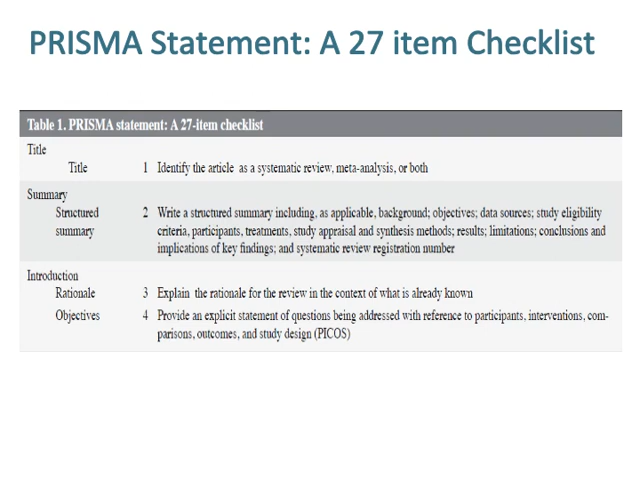 PRISMA Statement: A 27 item Checklist
Table 1. PRISMA statement: A 27-item checklist
Title
Title 1 Identify the article as a systematic review, meta-analysis, or both
Summary
Structured 2 Write a structured summary including, as applicable, background; objectives; data sources; study eligibility
summary criteria, participants, treatments, study appraisal and synthesis methods; results; limitations; conclusions and
implications of key findings; and systematic review registration number
Introduction
Rationale 3 Explain the rationale for the review in the context of what is already known
Objectives 4 Provide an explicit statement of questions being addressed with reference to participants, interventions, com-
parisons, outcomes, and study design (PICOS)